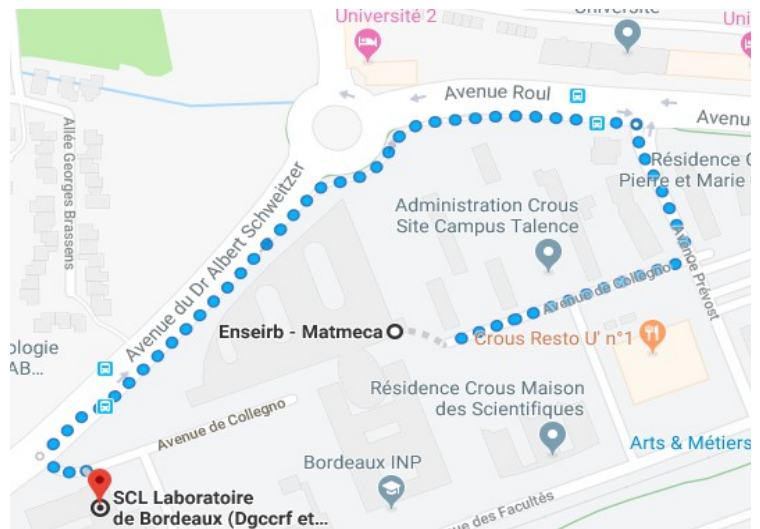 Université 2
Université
Uni
Avenue Roul
Avenu
Allée Georges Brassens
Avenue du Dr Albert Schweitzer
Résidence C
Pierre et Marie
Administration Crous
Site Campus Talence
Avenue Prévost
Avenue de Collegno
Enseirb - Matmeca
Crous Resto U' n°1
ologie
AB...
Résidence Crous Maison
des Scientifiques
Avenue de Collegno
Arts & Métiers
Bordeaux INP
SCL Laboratoire
de Bordeaux (Dgccrf et...
nue des Facultés